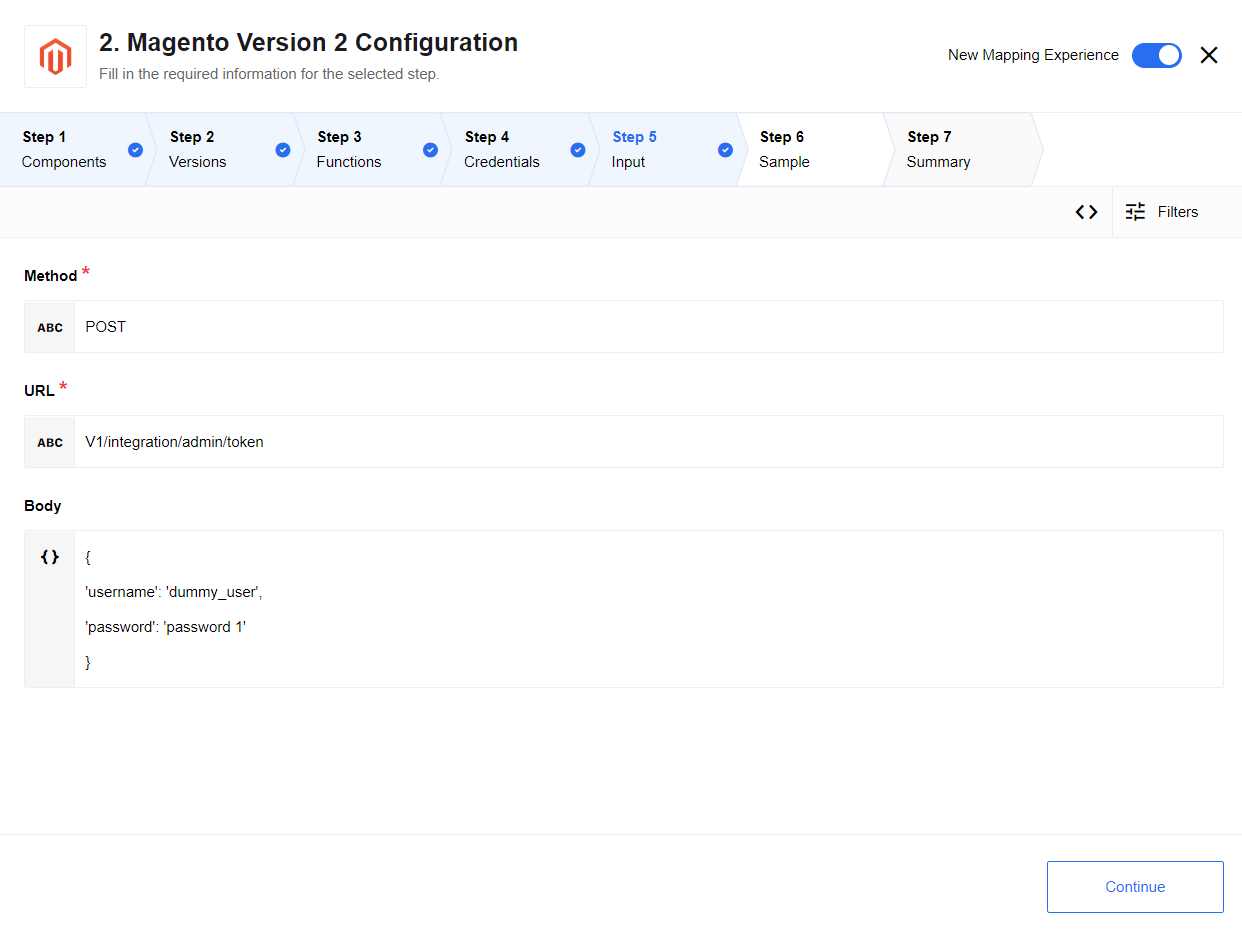 2. Magento Version 2 Configuration
Fill in the required information for the selected step.
New Mapping Experience
Step 1
Components
Step 2
Versions
Step 3
Functions
Step 4
Credentials
Step 5
Input
Step 6
Sample
Step 7
Summary
Filters
Method *
ABC POST
URL *
ABC V1/integration/admin/token
Body
{} {
'username': 'dummy_user',
'password': 'password 1'
}
Continue